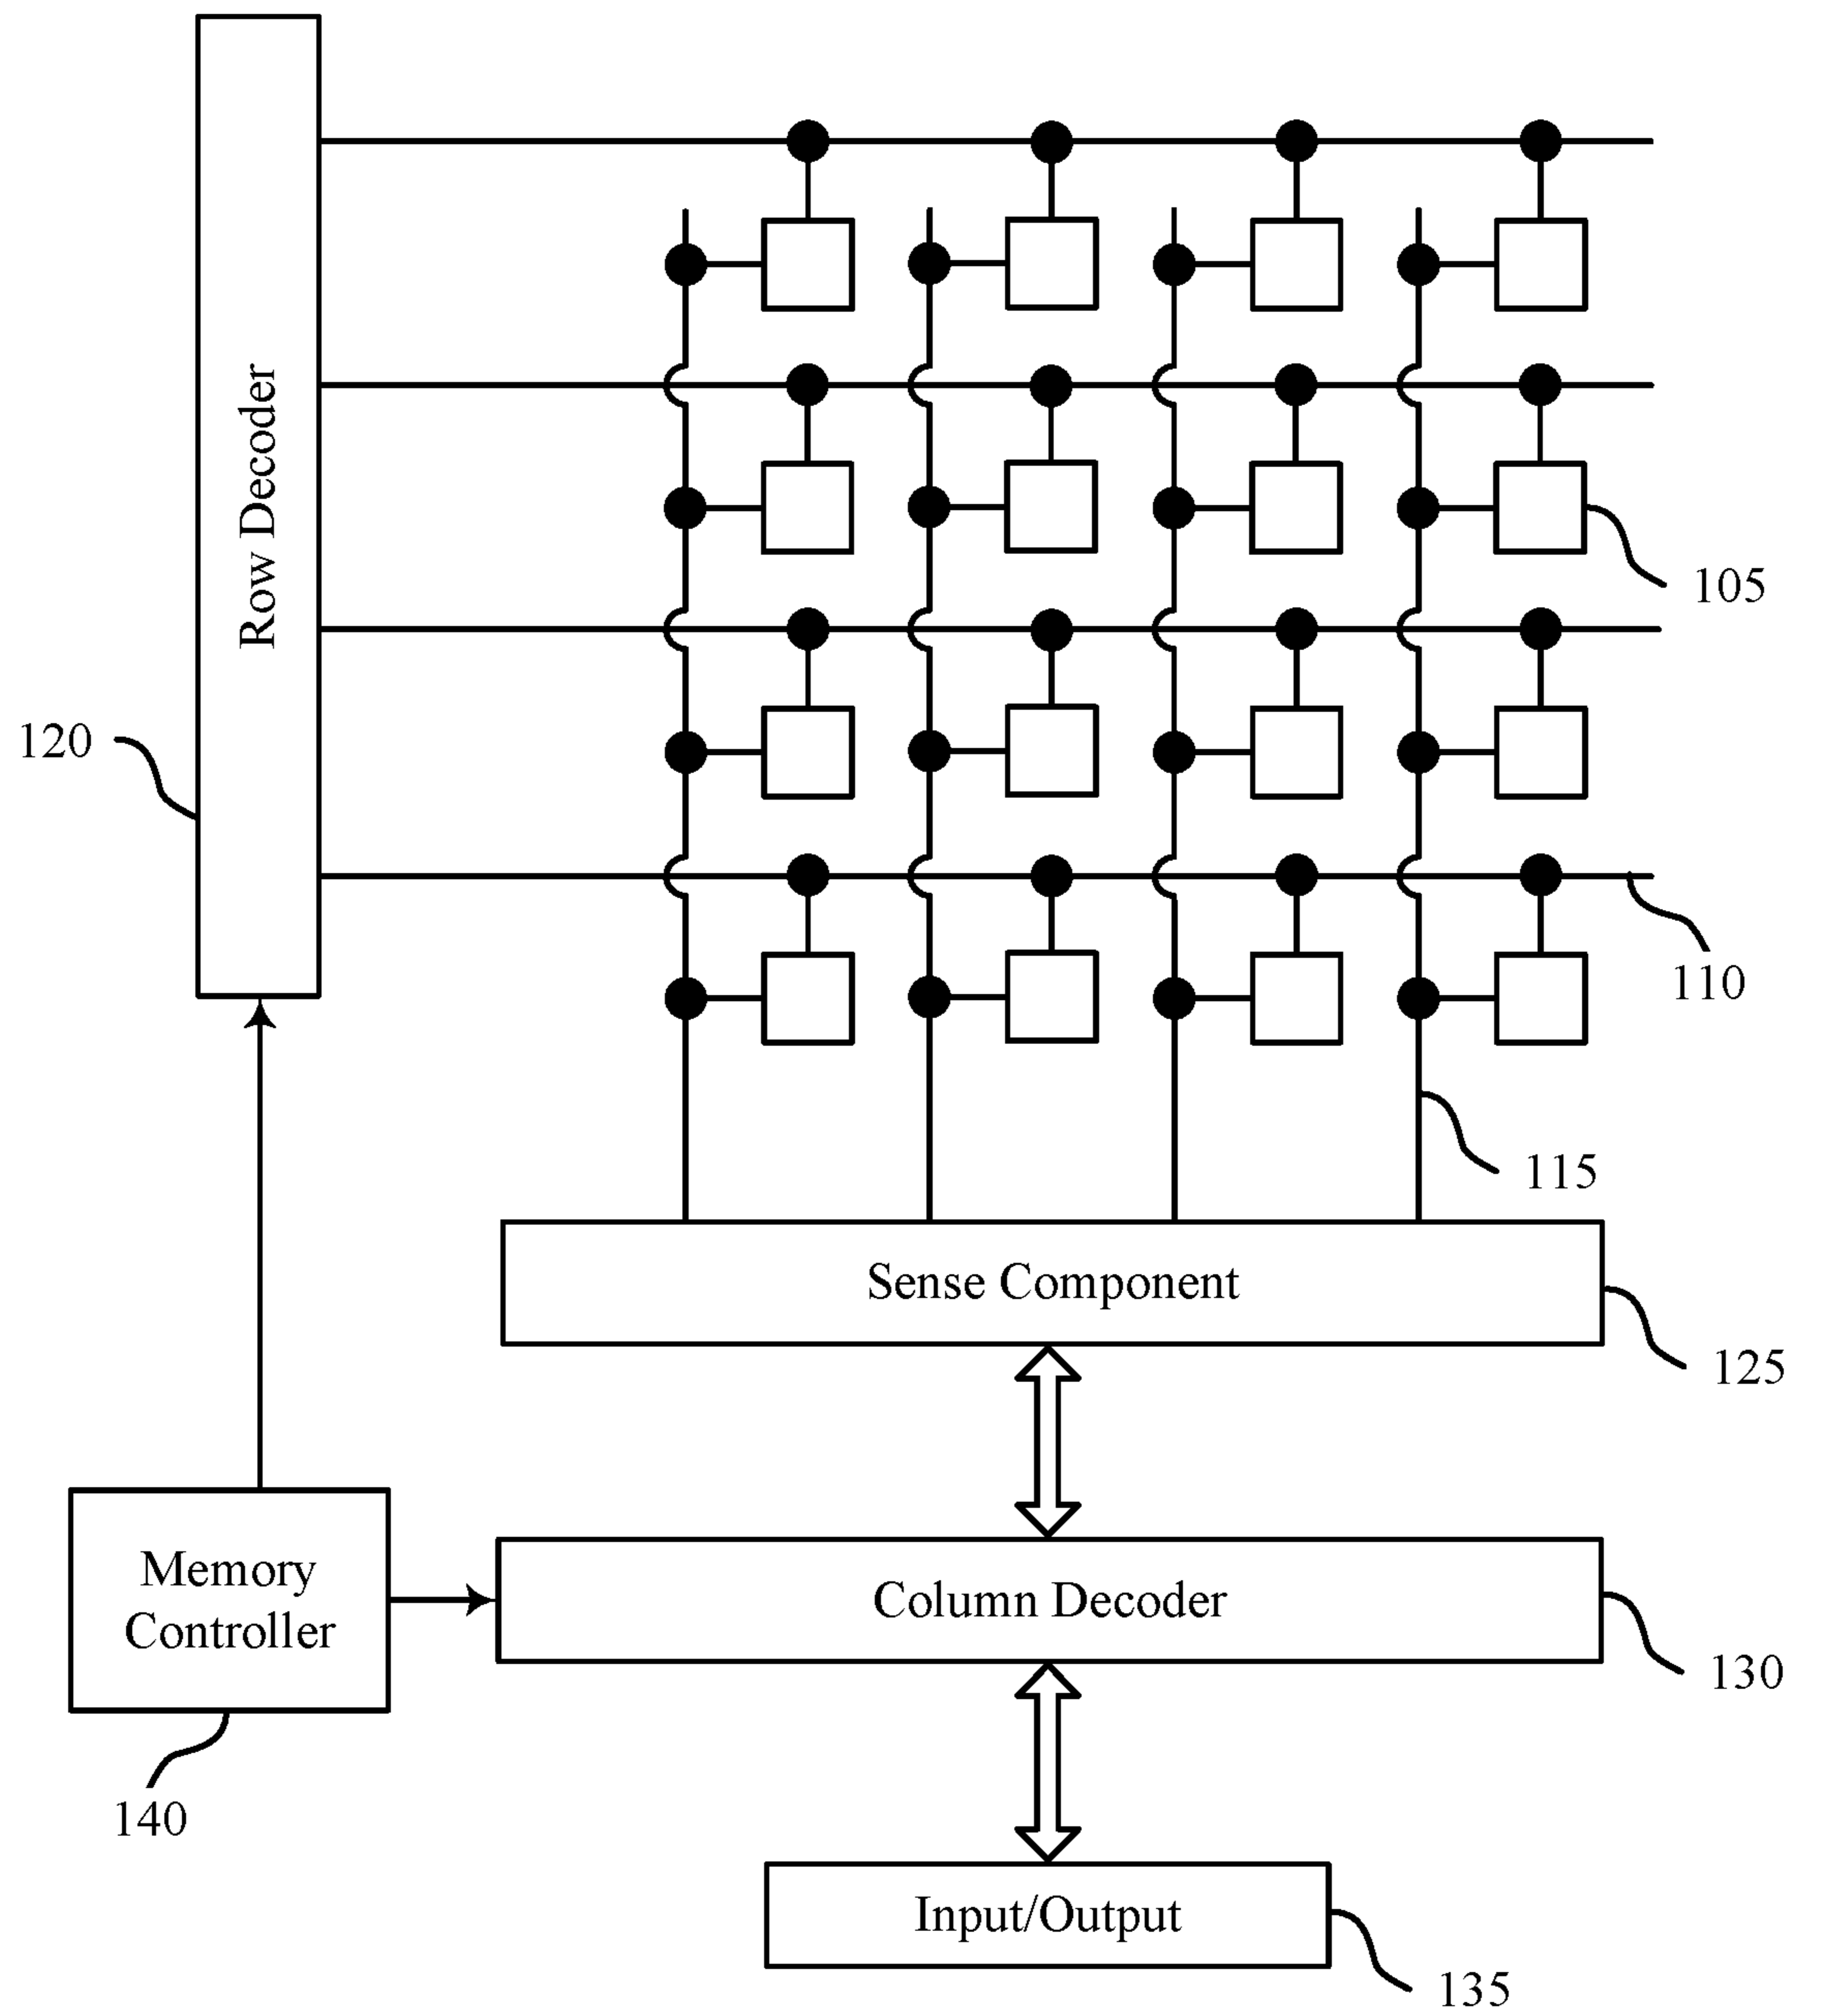 Row Decoder
105
120
110
115
Sense Component
125
Memory
Controller
Column Decoder
130
140
Input/Output
135